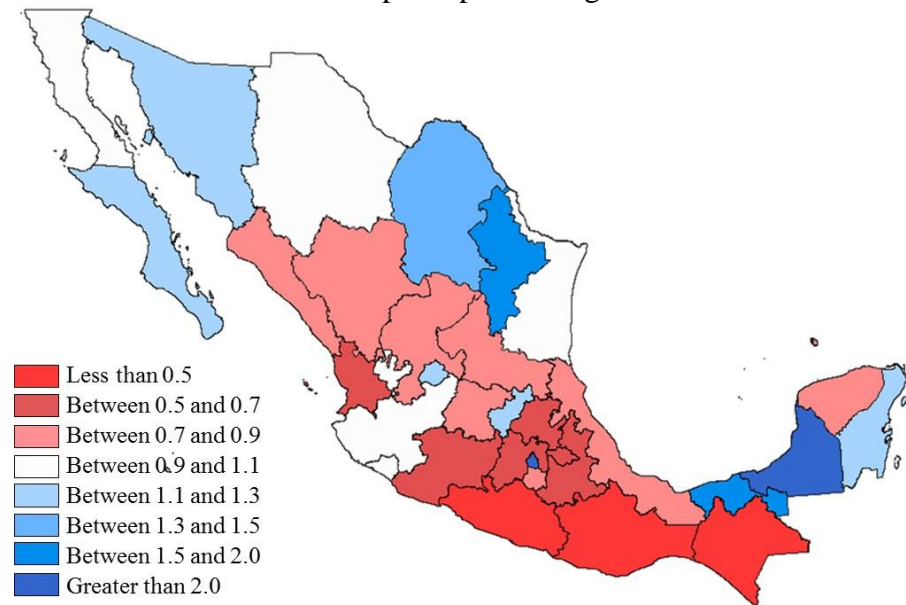 Less than 0.5
Between 0.5 and 0.7
Between 0.7 and 0.9
Between 0.9 and 1.1
Between 1.1 and 1.3
Between 1.3 and 1.5
Between 1.5 and 2.0
Greater than 2.0